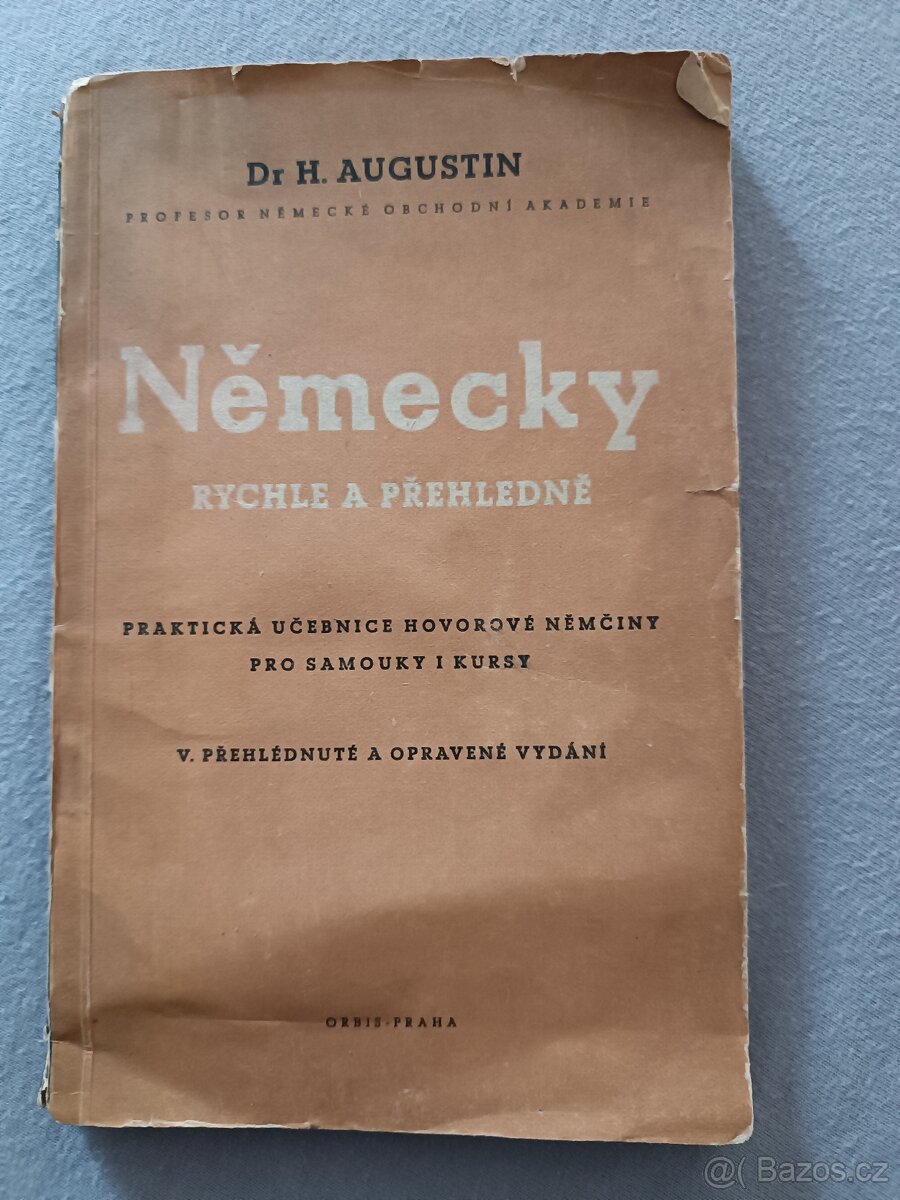 Dr H. AUGUSTIN
PROFESOR NĚMECKÉ OBCHODNÍ AKADEMIE
Německy
RYCHLE A PŘEHLEDNĚ
PRAKTICKÁ UČEBNICE HOVOROVÉ NĚMČINY
PRO SAMOUKY I KURSY
V. PŘEHLÉDNUTÉ A OPRAVENÉ VYDÁNÍ
ORBIS-PRAHA
@( Bazos.cz